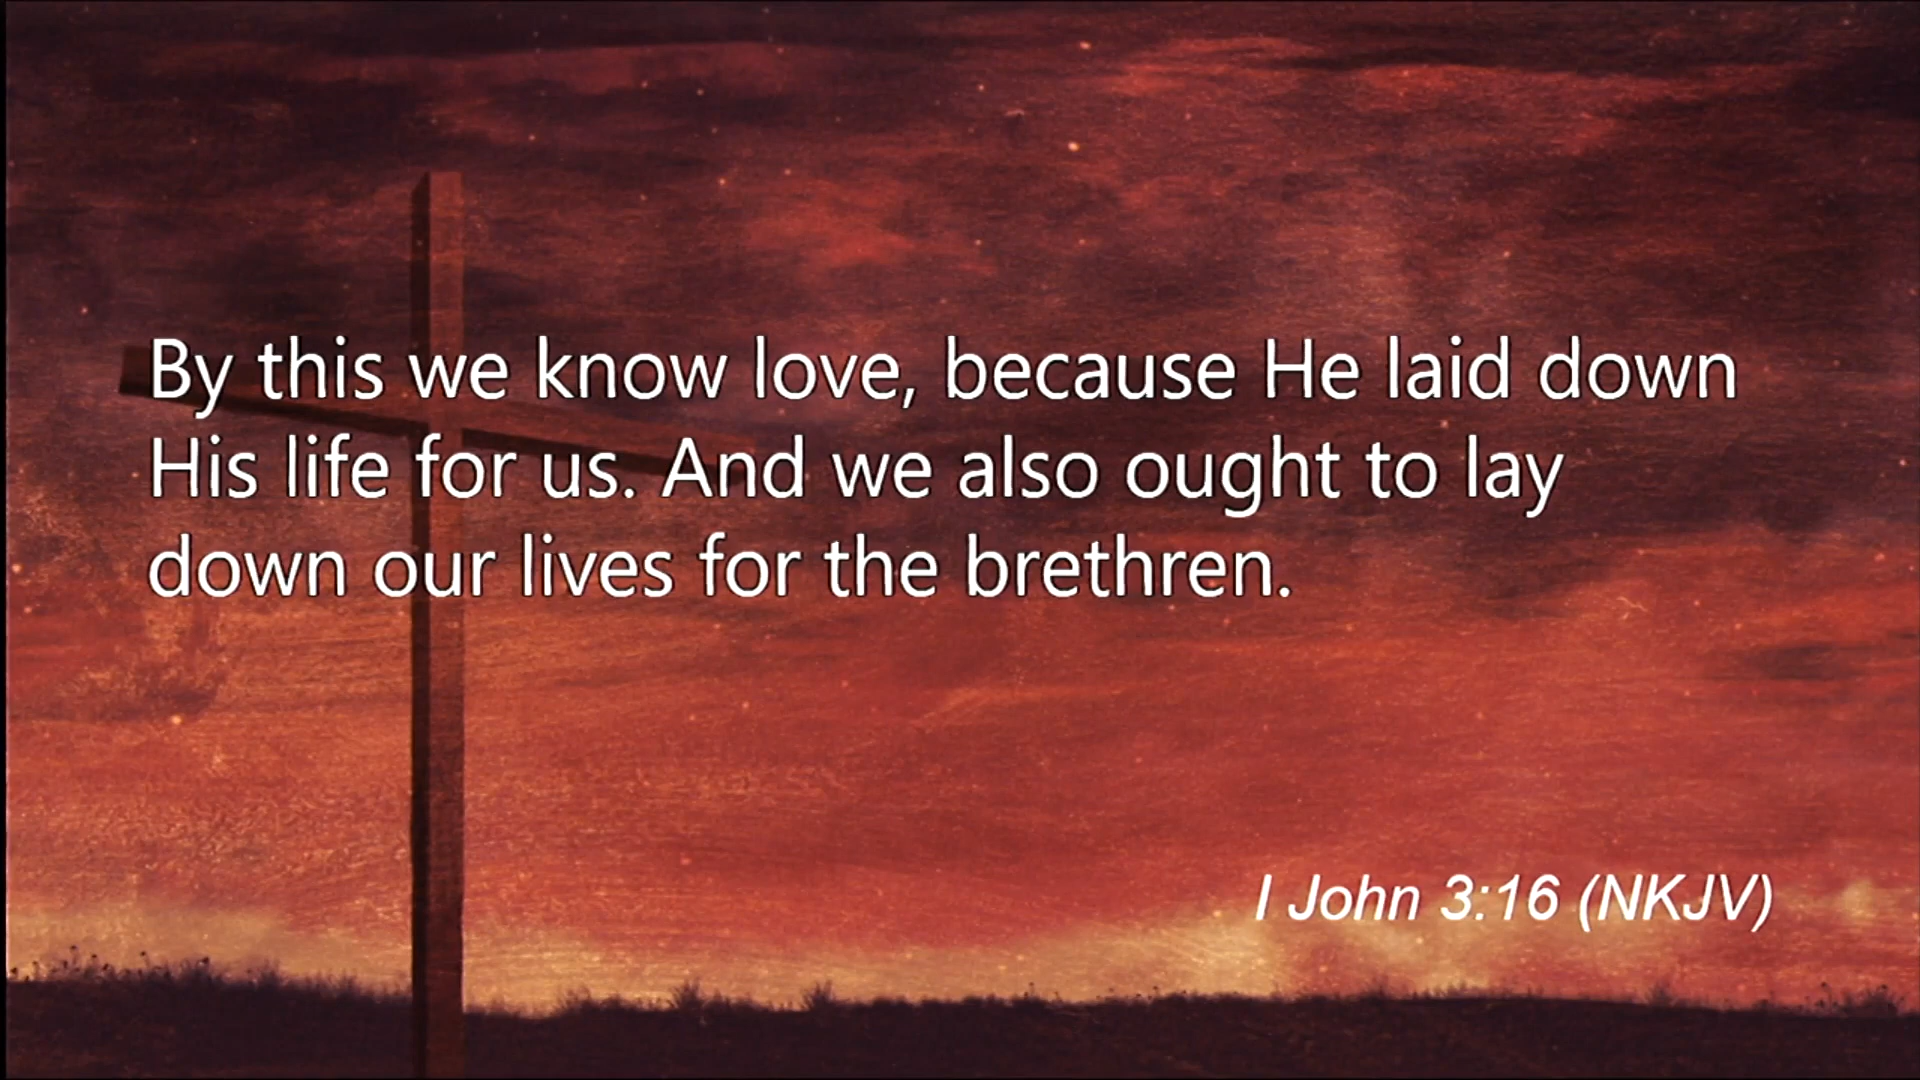 By this we know love, because He laid down
His life for us. And we also ought to lay
down our lives for the brethren.
I John 3:16 (NKJV)